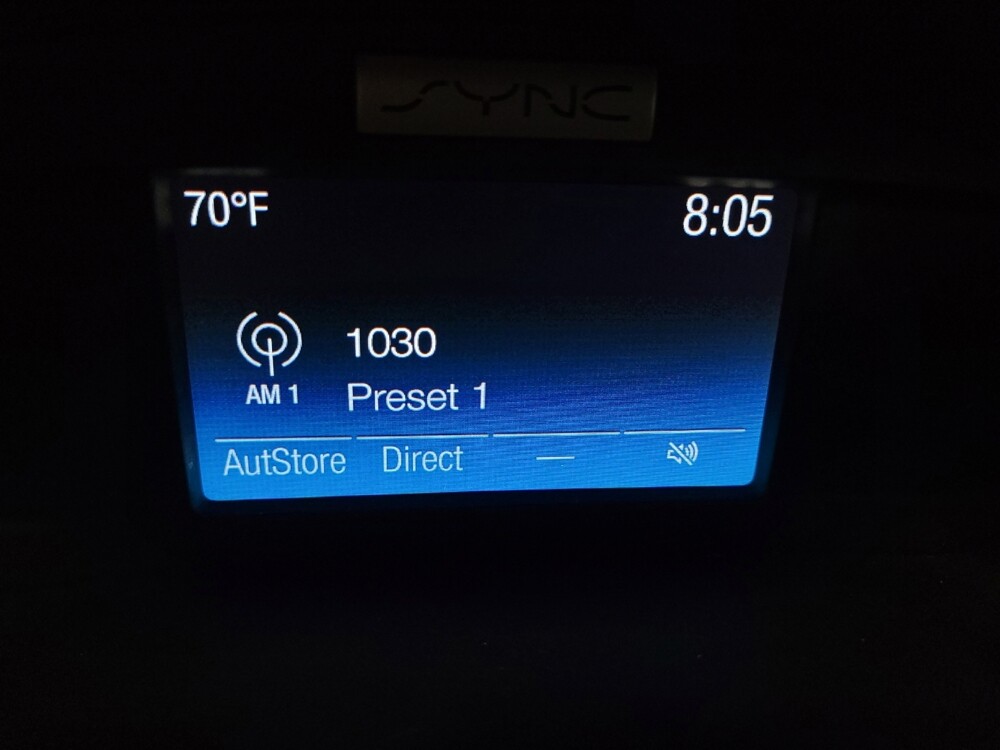 SYNC
70°F 8:05
1030
AM 1 Preset 1
AutStore Direct —